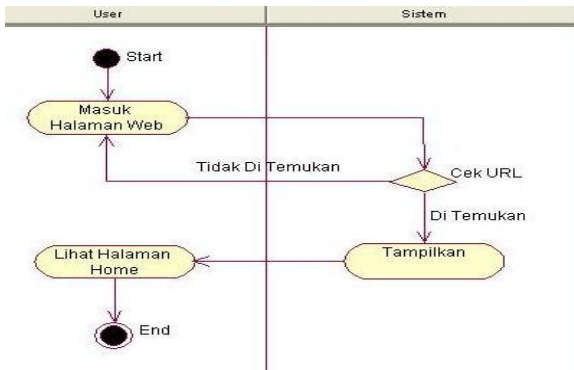 User
Sistem
Start
Masuk
Halaman Web
Tidak Di Temukan
Cek URL
Di Temukan
Lihat Halaman
Home
Tampilkan
End